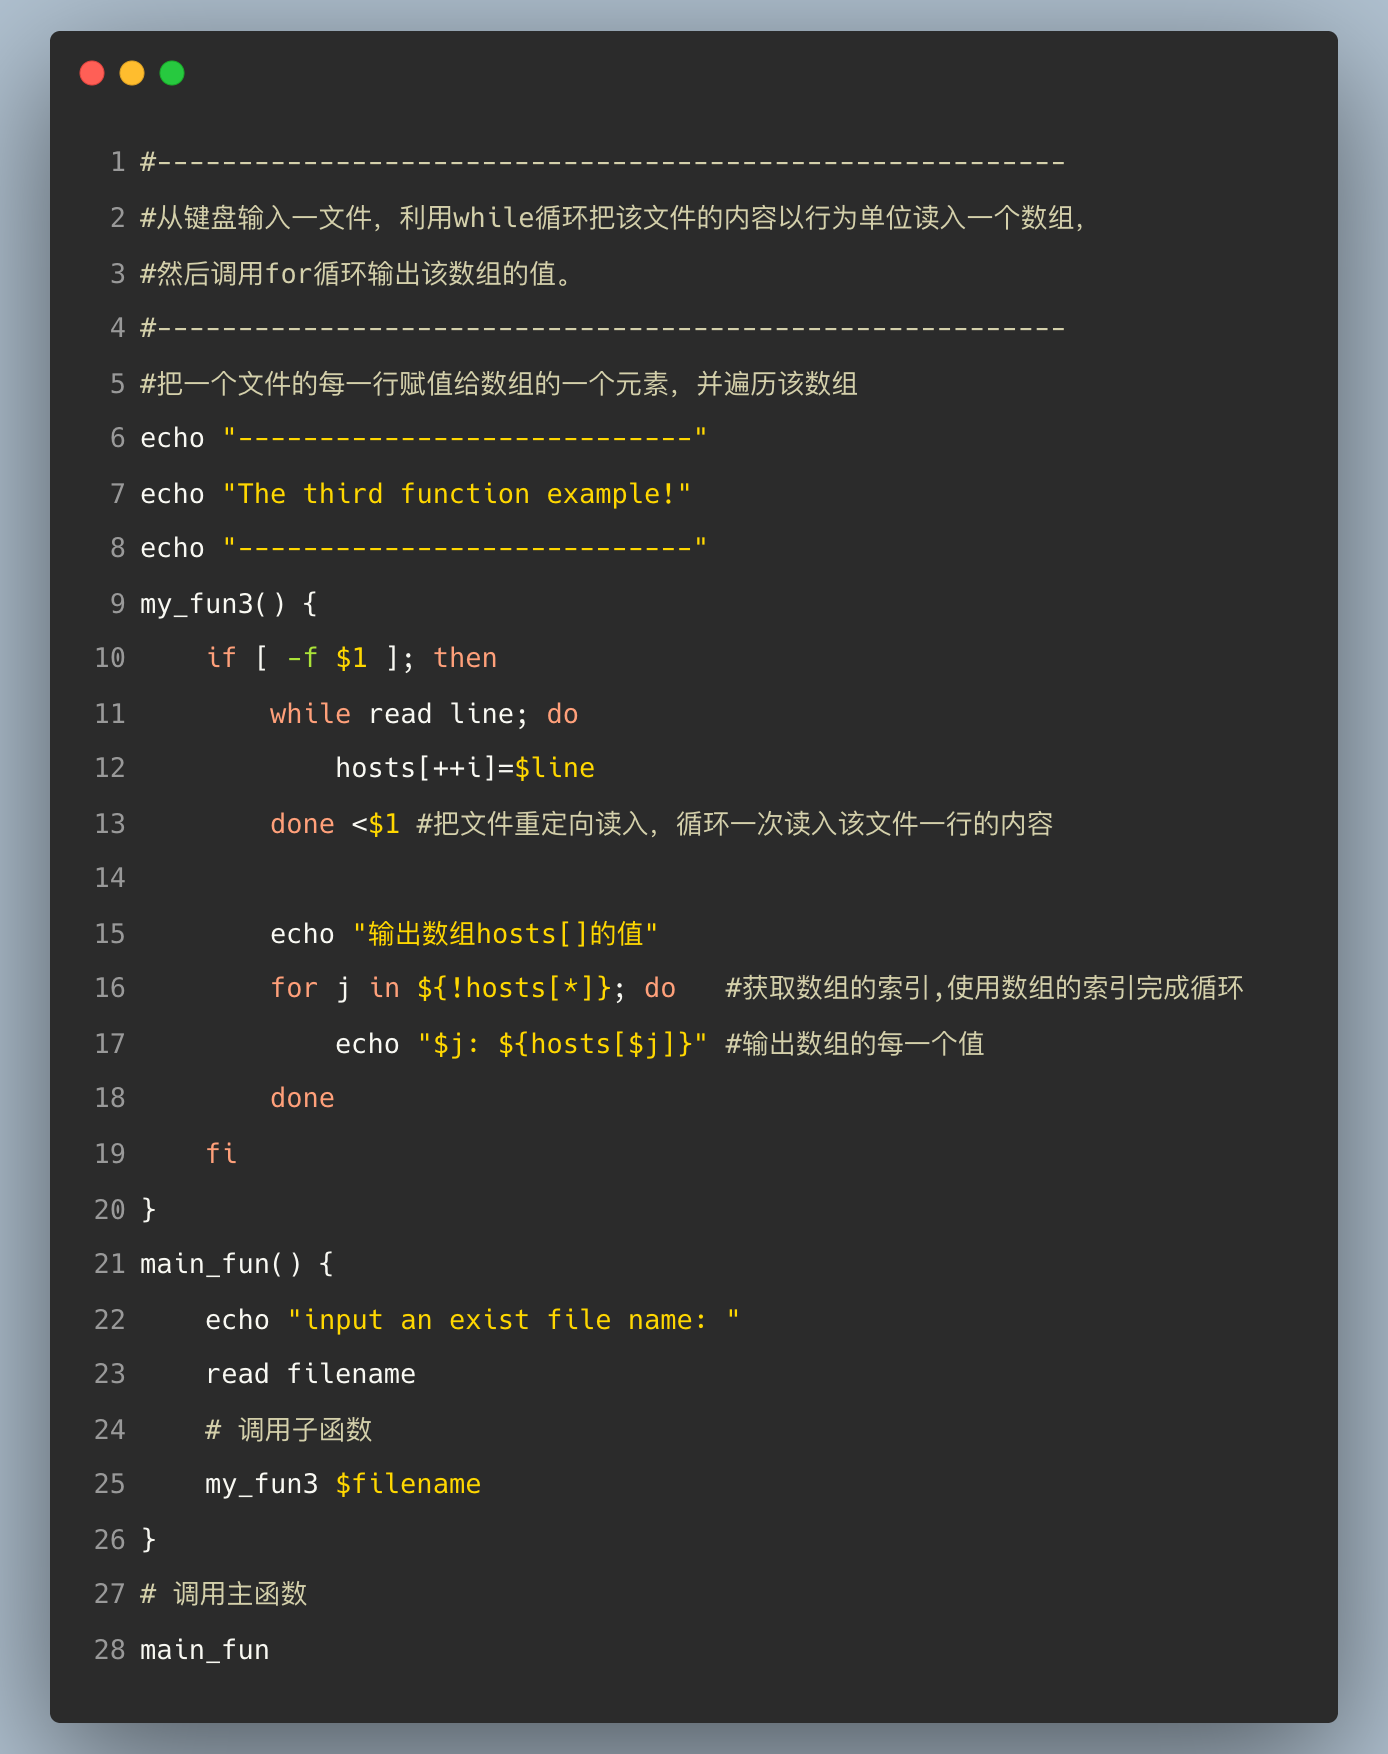 1 #--------------------------------------------------------
2 #从键盘输入一文件，利用while循环把该文件的内容以行为单位读入一个数组，
3 #然后调用for循环输出该数组的值。
4 #--------------------------------------------------------
5 #把一个文件的每一行赋值给数组的一个元素，并遍历该数组
6 echo "----------------------------"
7 echo "The third function example!"
8 echo "----------------------------"
9 my_fun3() {
10     if [ -f $1 ]; then
11         while read line; do
12             hosts[++i]=$line
13         done <$1 #把文件重定向读入，循环一次读入该文件一行的内容
14
15         echo "输出数组hosts[]的值"
16         for j in ${!hosts[*]}; do   #获取数组的索引,使用数组的索引完成循环
17             echo "$j: ${hosts[$j]}" #输出数组的每一个值
18         done
19     fi
20 }
21 main_fun() {
22     echo "input an exist file name: "
23     read filename
24     # 调用子函数
25     my_fun3 $filename
26 }
27 # 调用主函数
28 main_fun